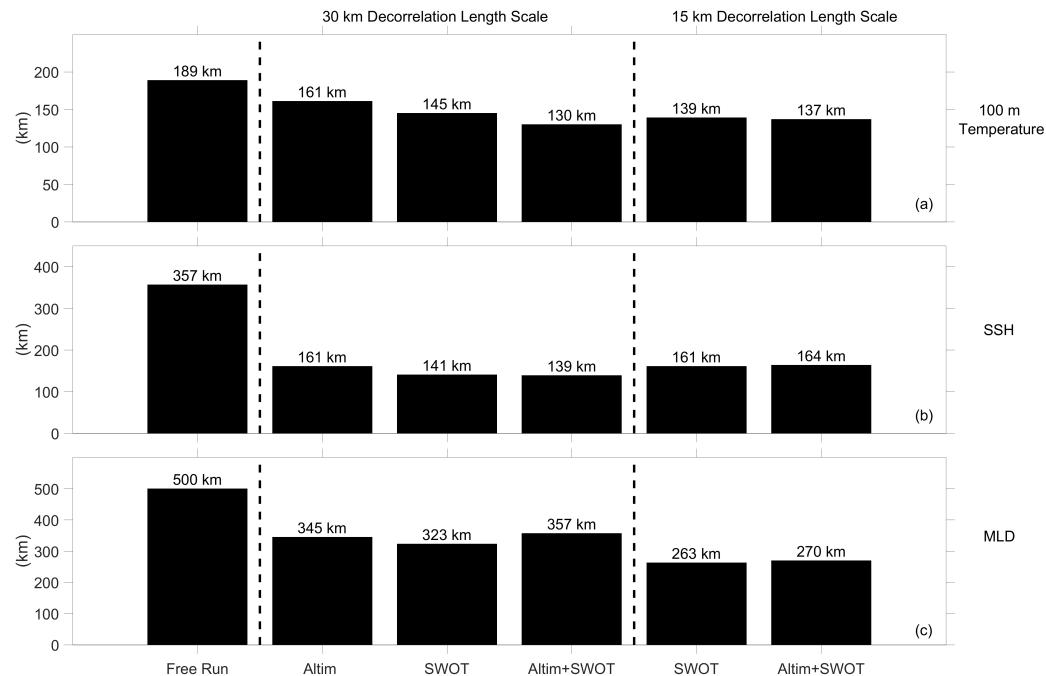 30 km Decorrelation Length Scale
15 km Decorrelation Length Scale
200
150
100
50
0
(km)
189 km
161 km
145 km
130 km
139 km
137 km
(a)
100 m
Temperature
400
300
200
100
0
(km)
357 km
161 km
141 km
139 km
161 km
164 km
(b)
SSH
500
400
300
200
100
0
(km)
500 km
345 km
323 km
357 km
263 km
270 km
(c)
MLD
Free Run
Altim
SWOT
Altim+SWOT
SWOT
Altim+SWOT